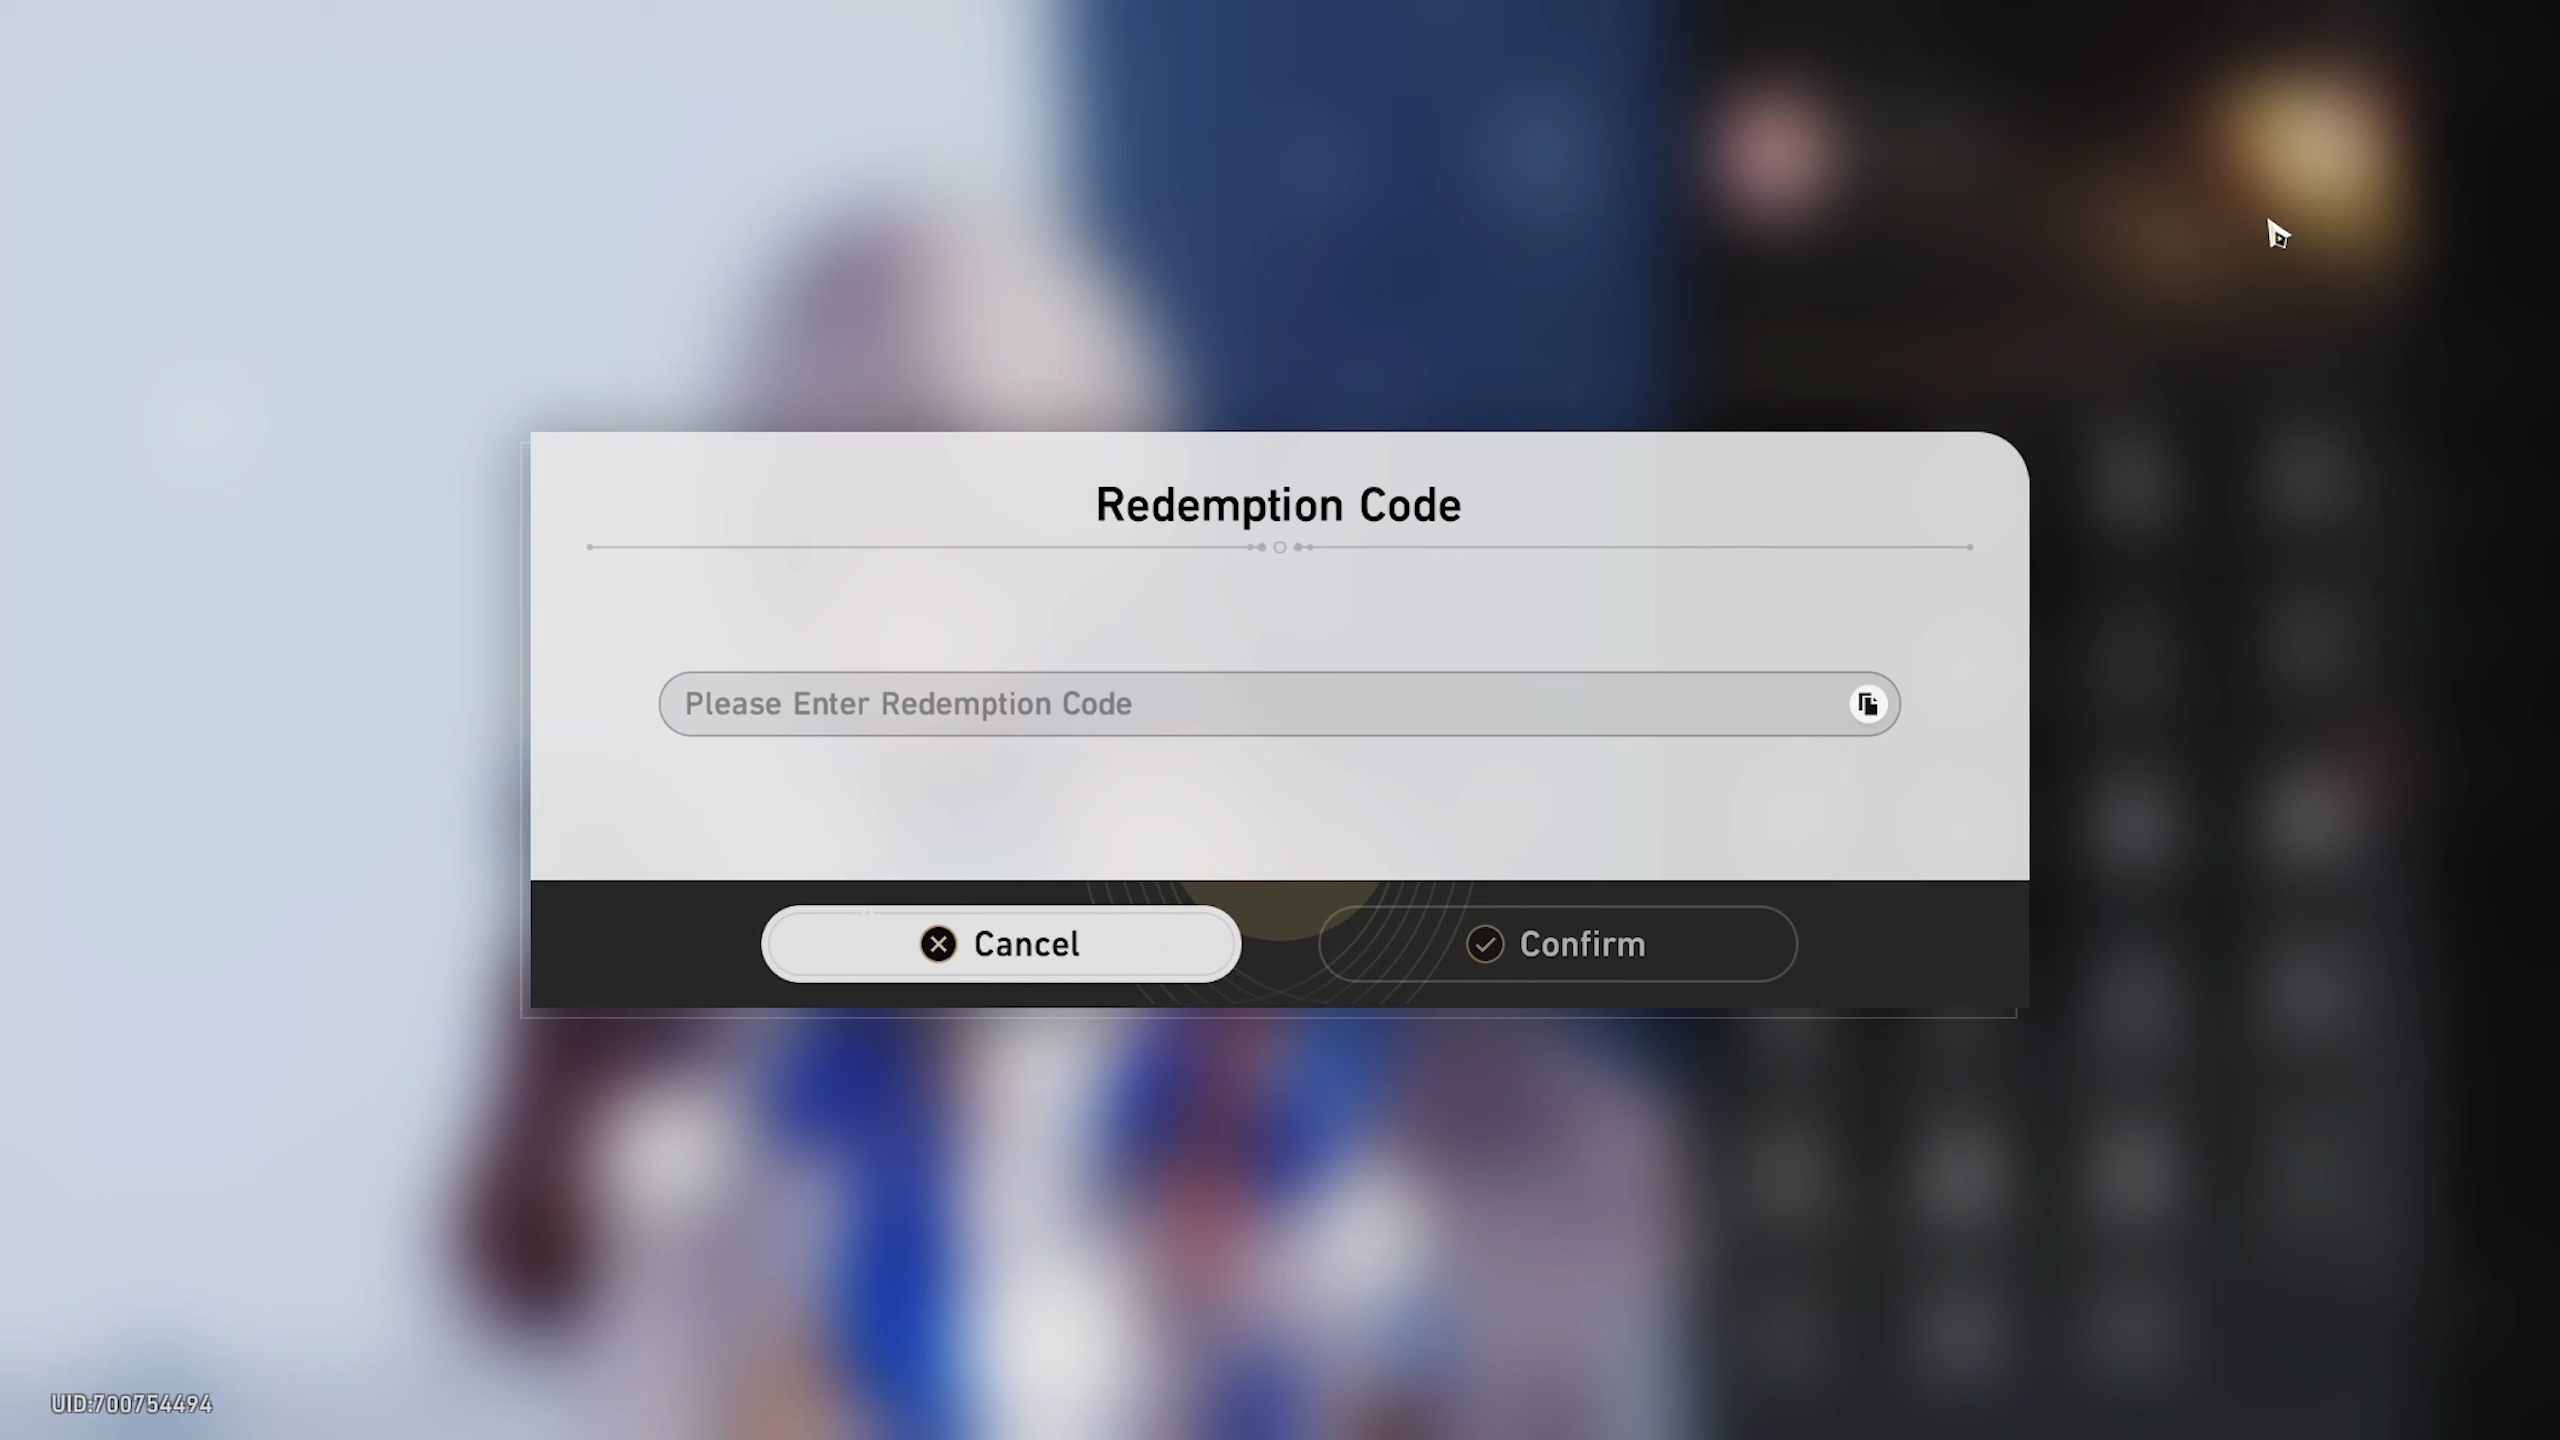 Redemption Code
Please Enter Redemption Code
Cancel
Confirm
UID:700754494